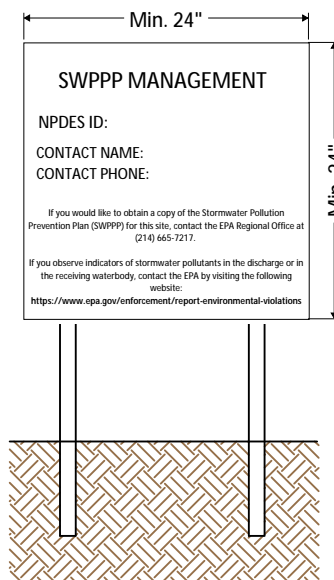 Min. 24"
SWPPP MANAGEMENT
NPDES ID:
CONTACT NAME:
CONTACT PHONE:
If you would like to obtain a copy of the Stormwater Pollution
Prevention Plan (SWPPP) for this site, contact the EPA Regional Office at
(214) 665-7217.
If you observe indicators of stormwater pollutants in the discharge or in
the receiving waterbody, contact the EPA by visiting the following
website:
https://www.epa.gov/enforcement/report-environmental-violations
Min. 24"